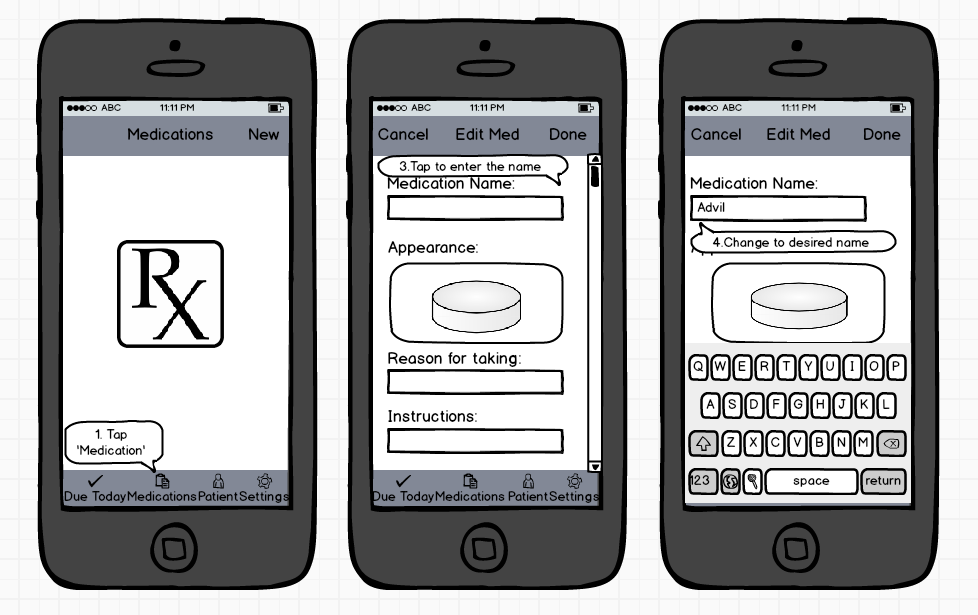 ●●●○○ ABC 11:11 PM
Medications New
RX
1. Tap
'Medication'
Due Today Medications Patient Settings
●●●○○ ABC 11:11 PM
Cancel Edit Med Done
3.Tap to enter the name
Medication Name:
Appearance:
Reason for taking:
Instructions:
Due Today Medications Patient Settings
●●●○○ ABC 11:11 PM
Cancel Edit Med Done
Medication Name:
Advil
4.Change to desired name
Q W E R T Y U I O P
A S D F G H J K L
Z X C V B N M
123 space return